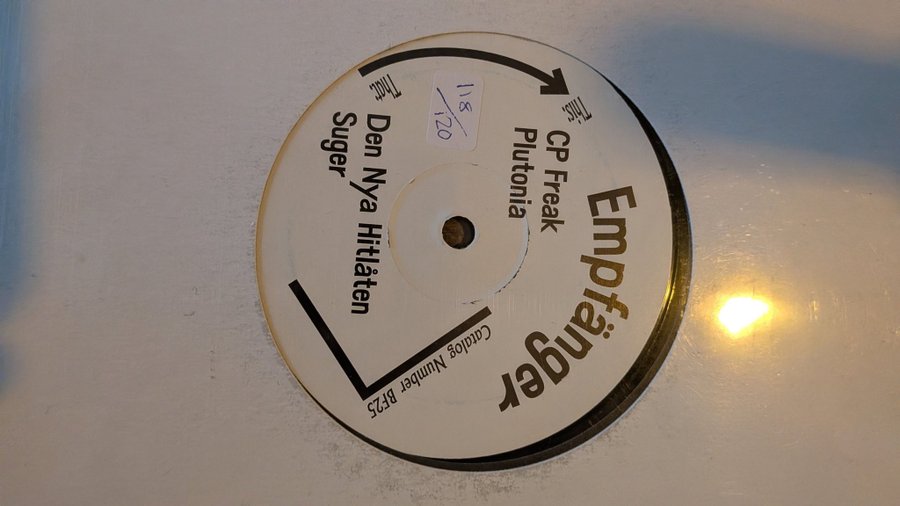 Empfänger
This:
CP Freak
Plutonia
118/120
That:
Den Nya Hitlåten
Suger
Catalog Number BF25